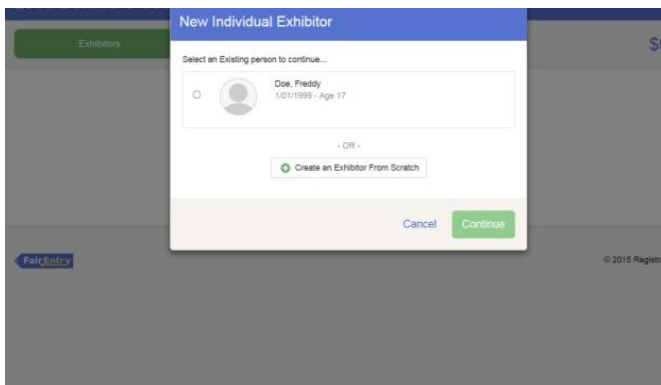 New Individual Exhibitor
Exhibitors
$
Select an Existing person to continue...
Doe, Freddy
1/01/1999 - Age 17
- OR -
Create an Exhibitor From Scratch
Cancel
Continue
FairEntry
© 2015 Registr